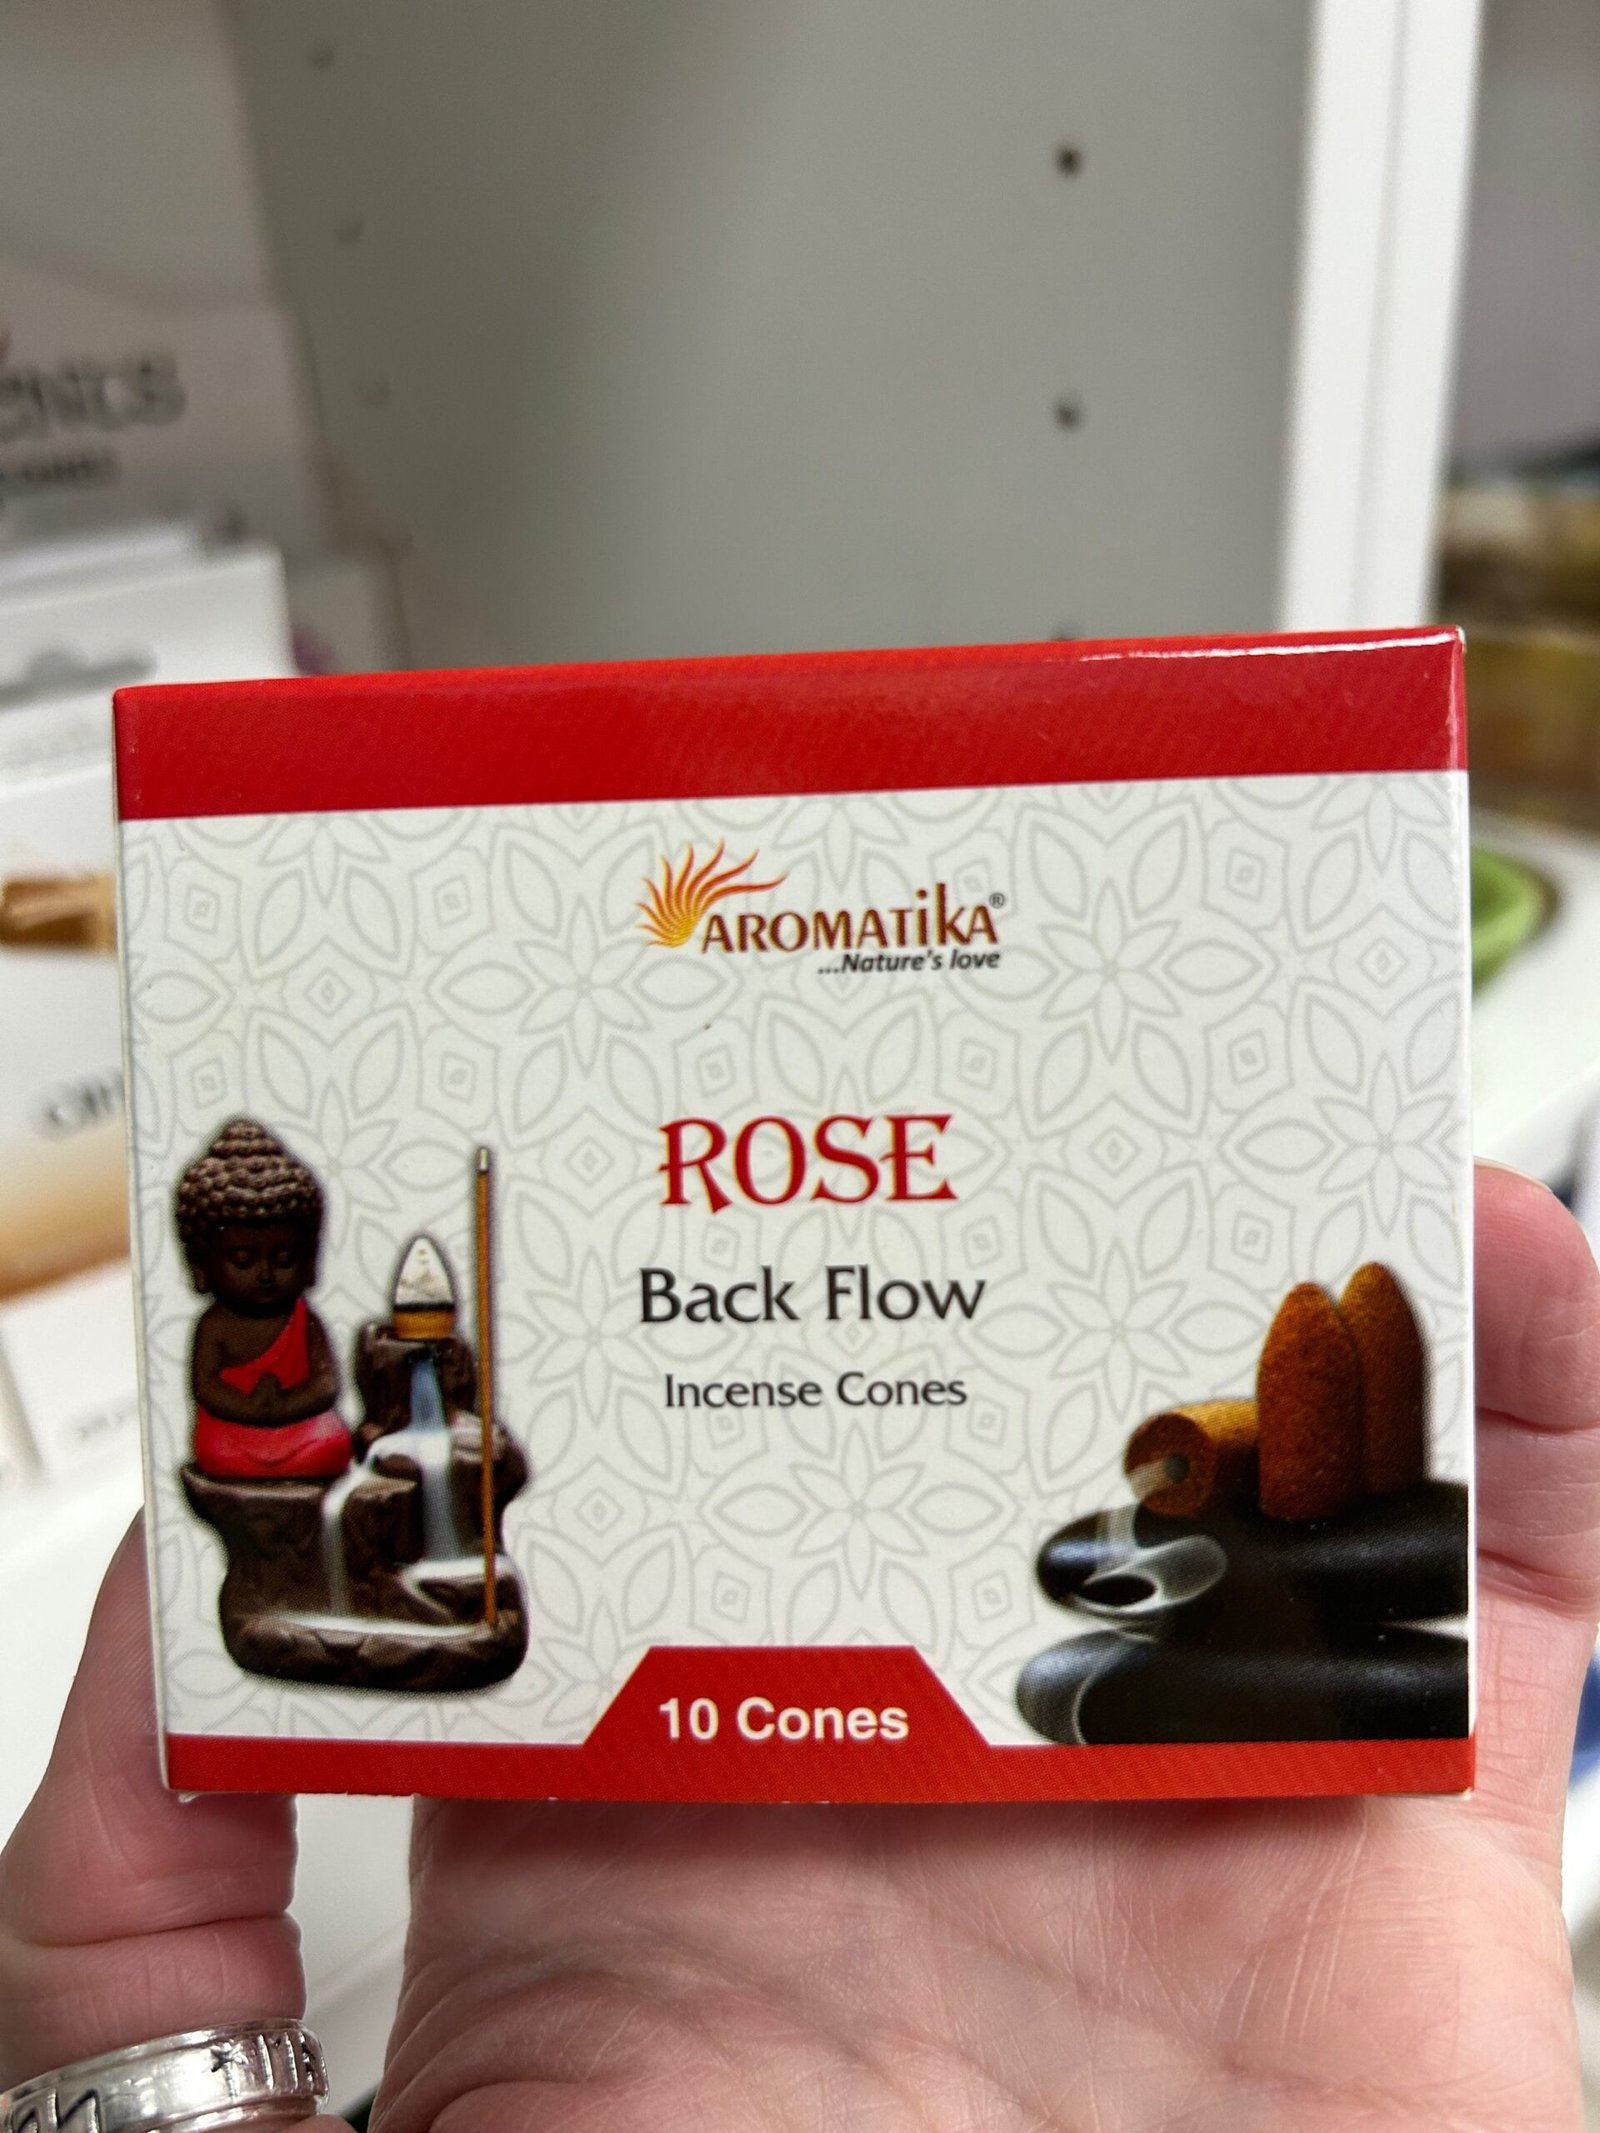 AROMATIKA®
...Nature's love
ROSE
Back Flow
Incense Cones
10 Cones